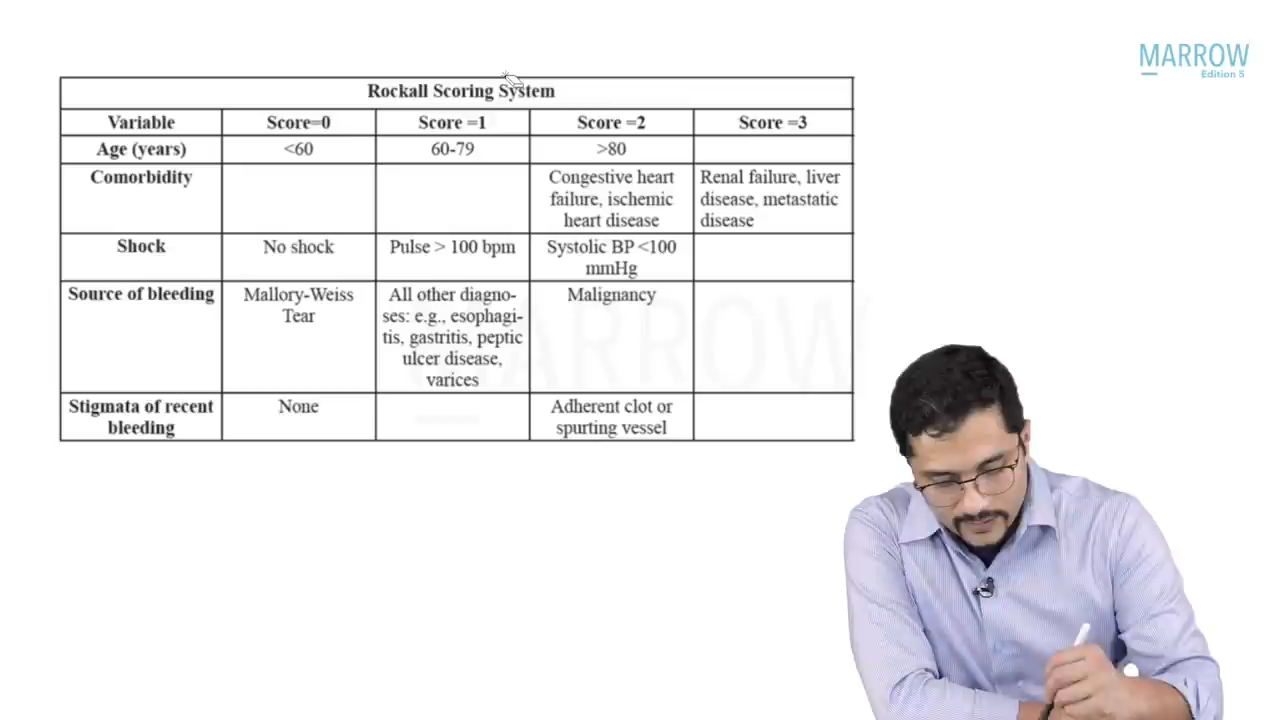 MARROW
Edition 5
Rockall Scoring System
Variable Score=0 Score =1 Score =2 Score =3
Age (years) <60 60-79 >80
Comorbidity Congestive heart Renal failure, liver
failure, ischemic disease, metastatic
heart disease disease
Shock No shock Pulse > 100 bpm Systolic BP <100
mmHg
Source of bleeding Mallory-Weiss All other diagno- Malignancy
Tear ses: e.g., esophagi-
tis, gastritis, peptic
ulcer disease,
varices
Stigmata of recent None Adherent clot or
bleeding spurting vessel
MARROW